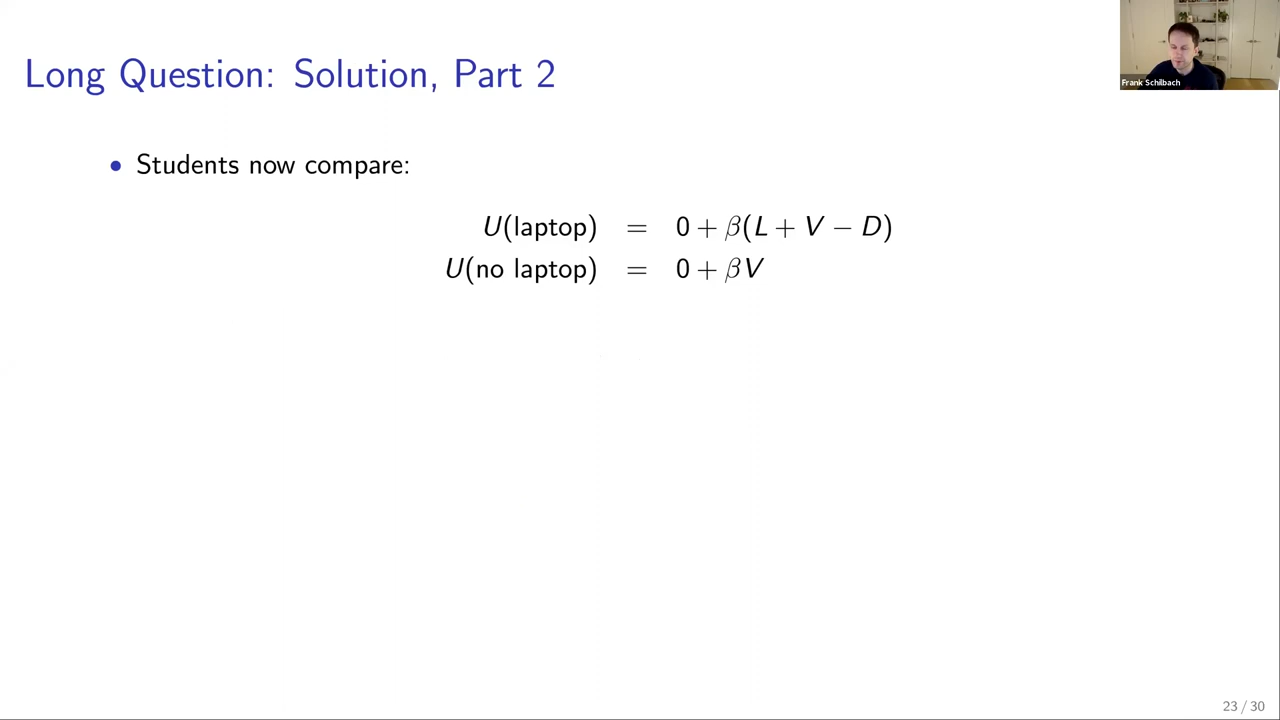 Long Question: Solution, Part 2
Frank Schilbach
• Students now compare:
U(laptop) = 0 + β(L + V − D)
U(no laptop) = 0 + βV
23 / 30